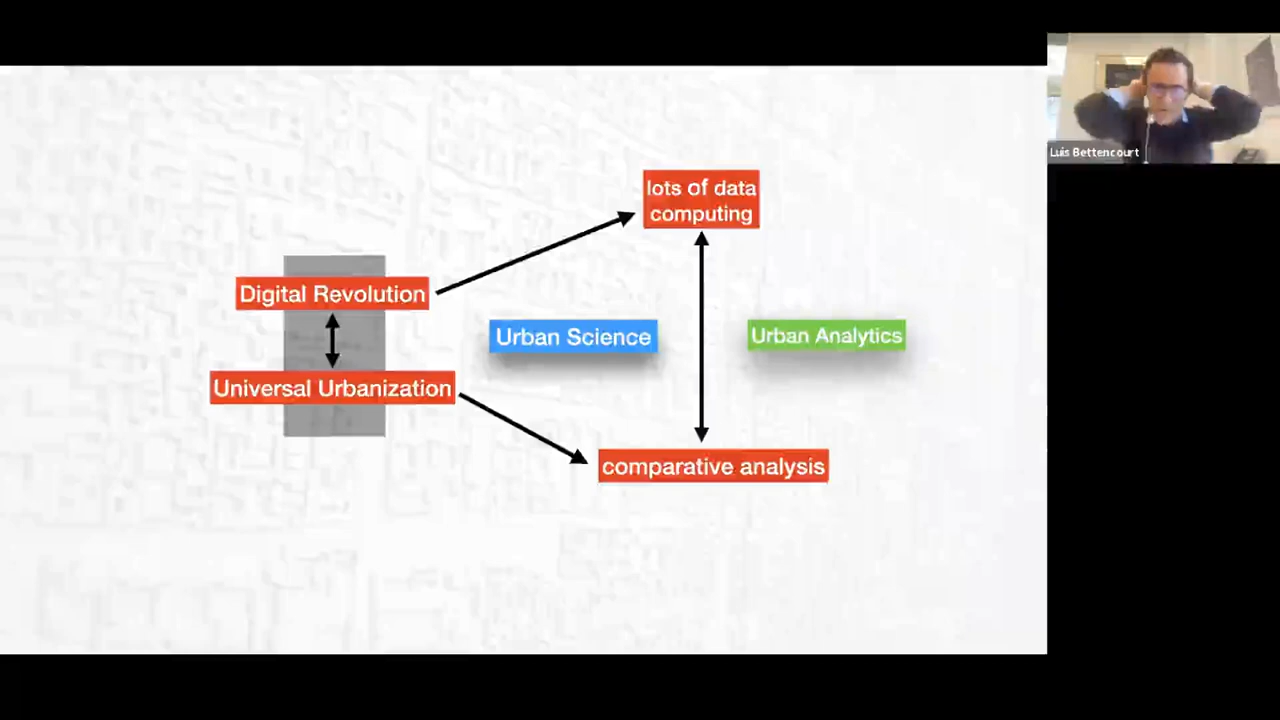 lots of data
computing
Digital Revolution
Urban Science
Urban Analytics
Universal Urbanization
comparative analysis
Luis Bettencourt